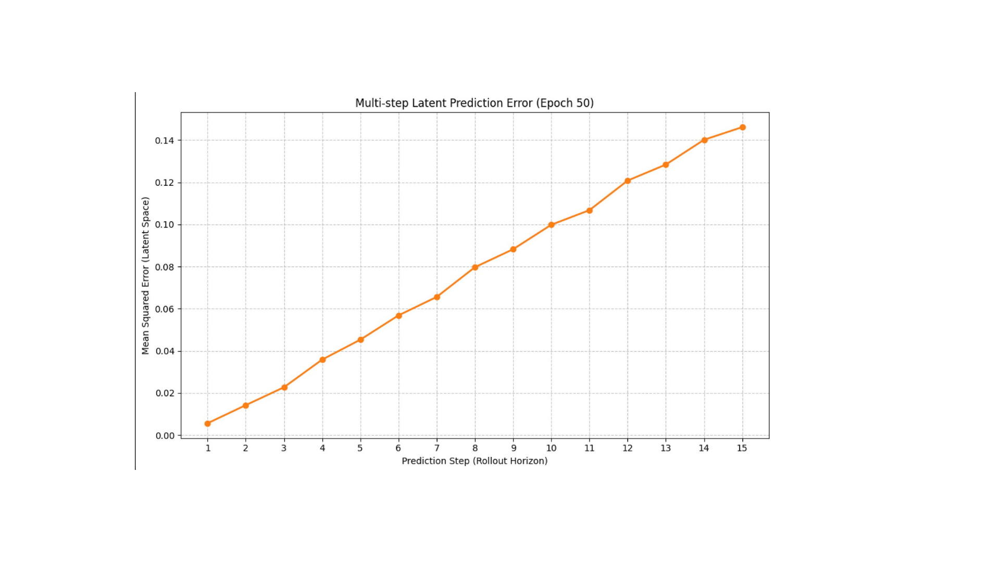 Multi-step Latent Prediction Error (Epoch 50)
Mean Squared Error (Latent Space)
0.14
0.12
0.10
0.08
0.06
0.04
0.02
0.00
1 2 3 4 5 6 7 8 9 10 11 12 13 14 15
Prediction Step (Rollout Horizon)